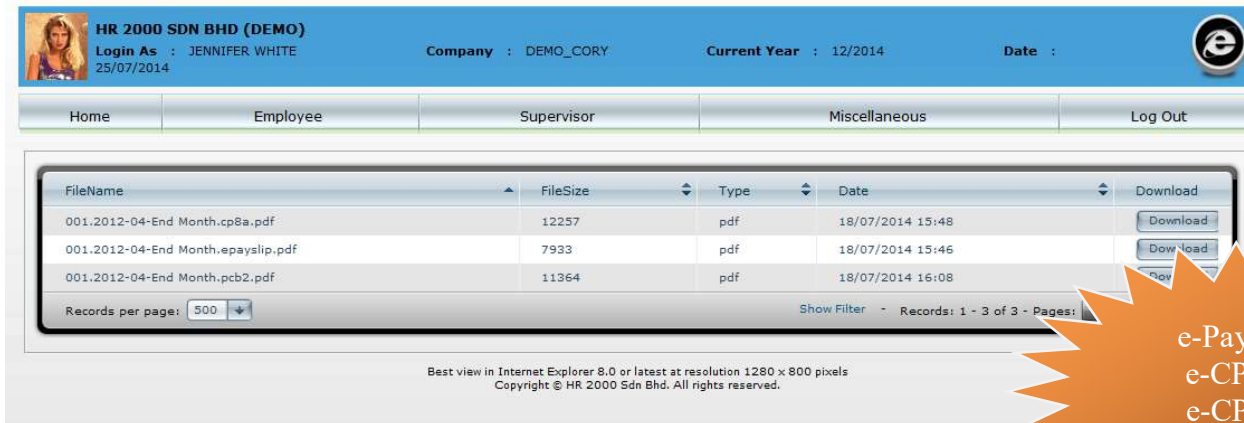 HR 2000 SDN BHD (DEMO)
Login As : JENNIFER WHITE Company : DEMO_CORY Current Year : 12/2014 Date :
25/07/2014
Home Employee Supervisor Miscellaneous Log Out
FileName FileSize Type Date Download
001.2012-04-End Month.cp8a.pdf 12257 pdf 18/07/2014 15:48 Download
001.2012-04-End Month.epayslip.pdf 7933 pdf 18/07/2014 15:46 Download
001.2012-04-End Month.pcb2.pdf 11364 pdf 18/07/2014 16:08
Records per page: 500 Show Filter - Records: 1 - 3 of 3 - Pages:
e-Pay
e-CP
e-CP
Best view in Internet Explorer 8.0 or latest at resolution 1280 x 800 pixels
Copyright © HR 2000 Sdn Bhd. All rights reserved.